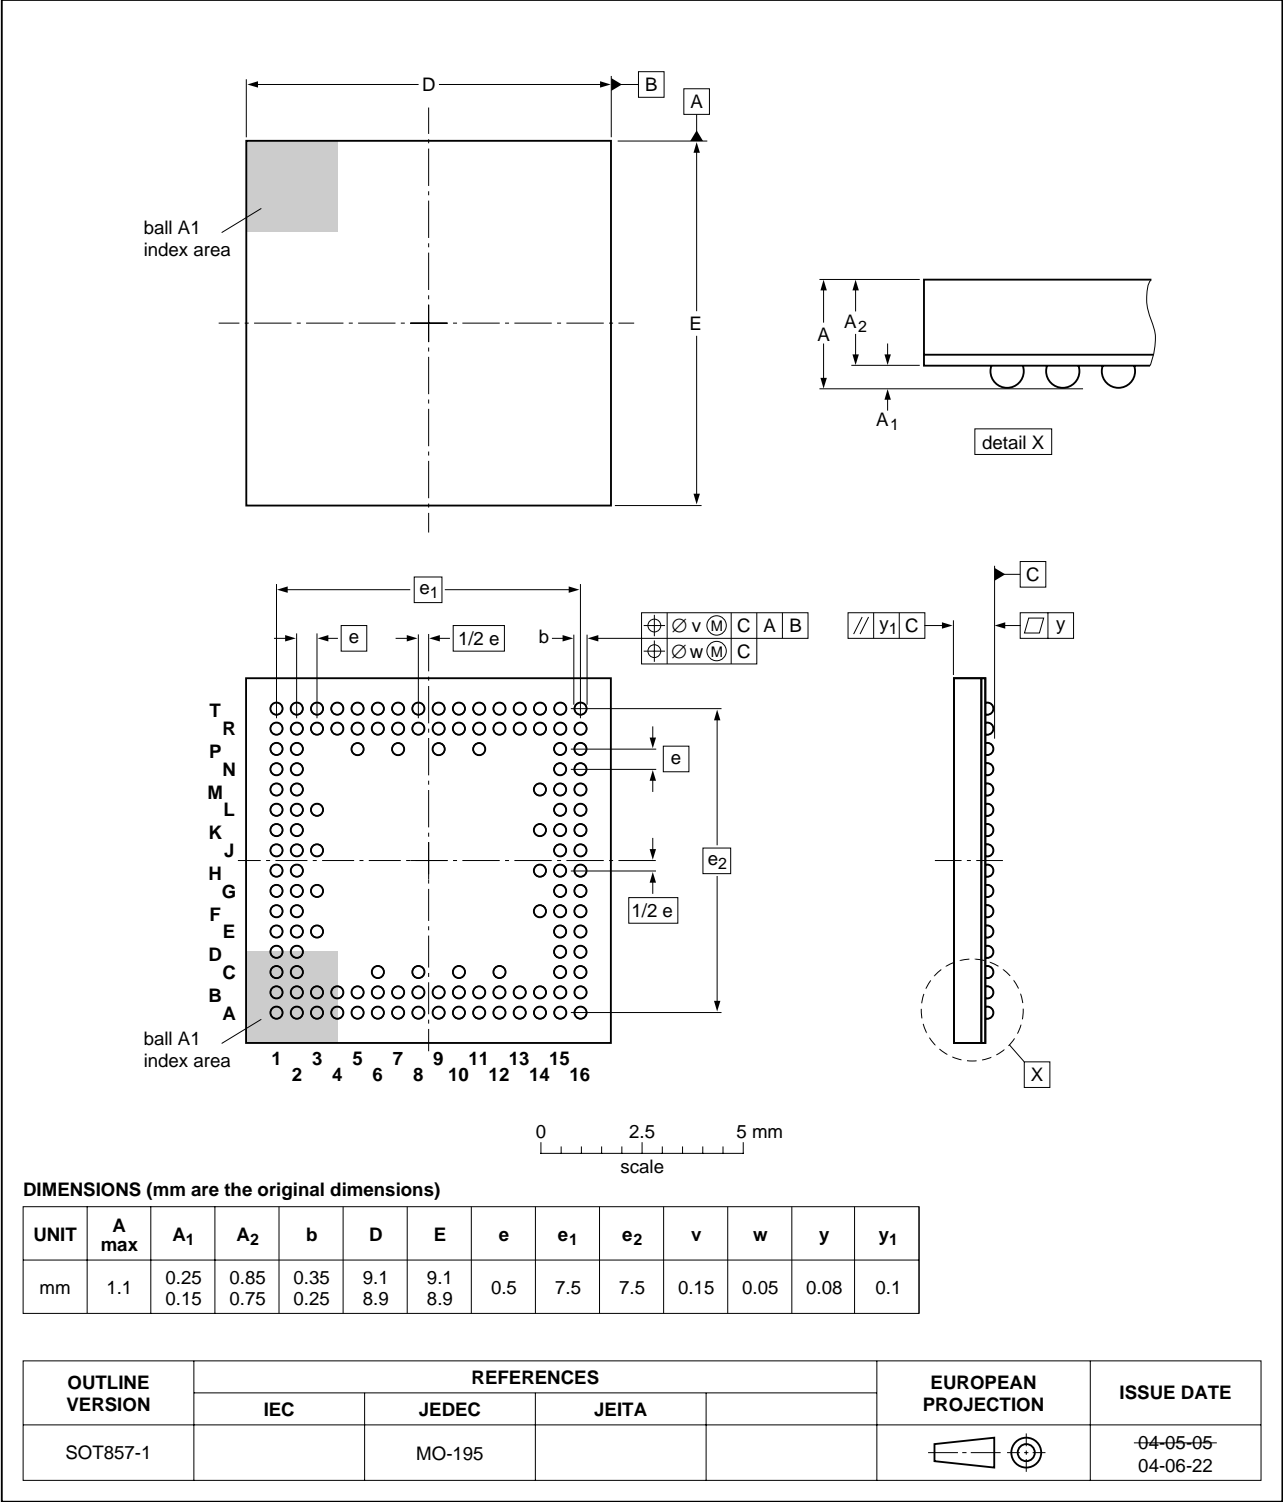 D
B
A
ball A1
index area
E
A
A2
A1
detail X
e1
C
e
1/2 e
b
⌀ v Ⓜ C A B
⌀ w Ⓜ C
// y1 C
y
T
R
P
N
M
L
K
J
H
G
F
E
D
C
B
A
e
e2
1/2 e
ball A1
index area
1 3 5 7 9 11 13 15
2 4 6 8 10 12 14 16
X
0 2.5 5 mm
scale
DIMENSIONS (mm are the original dimensions)
UNIT A max A1 A2 b D E e e1 e2 v w y y1
mm 1.1 0.25 0.15 0.85 0.75 0.35 0.25 9.1 8.9 9.1 8.9 0.5 7.5 7.5 0.15 0.05 0.08 0.1
OUTLINE VERSION REFERENCES EUROPEAN PROJECTION ISSUE DATE
IEC JEDEC JEITA
SOT857-1 MO-195 04-05-05
04-06-22